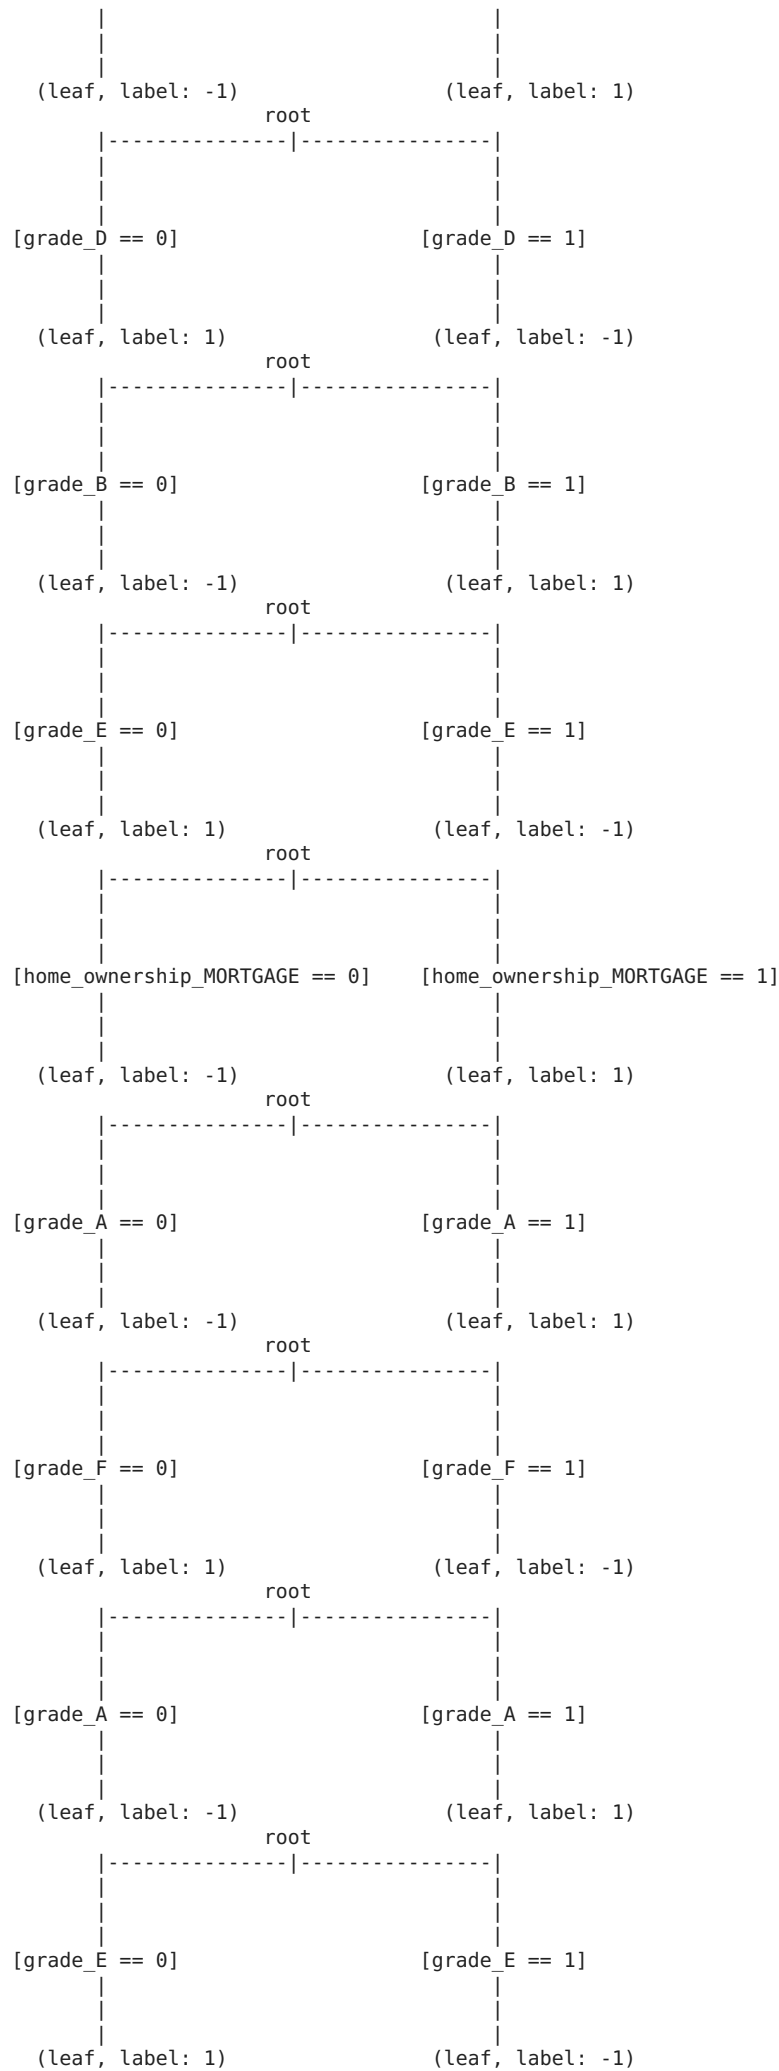 |                                 |
|                                 |
|                                 |
(leaf, label: -1)                 (leaf, label: 1)
root
|---------------|----------------|
|                                |
|                                |
|                                |
[grade_D == 0]                    [grade_D == 1]
|                                |
|                                |
|                                |
(leaf, label: 1)                 (leaf, label: -1)
root
|---------------|----------------|
|                                |
|                                |
|                                |
[grade_B == 0]                    [grade_B == 1]
|                                |
|                                |
|                                |
(leaf, label: -1)                 (leaf, label: 1)
root
|---------------|----------------|
|                                |
|                                |
|                                |
[grade_E == 0]                    [grade_E == 1]
|                                |
|                                |
|                                |
(leaf, label: 1)                 (leaf, label: -1)
root
|---------------|----------------|
|                                |
|                                |
|                                |
[home_ownership_MORTGAGE == 0]    [home_ownership_MORTGAGE == 1]
|                                |
|                                |
|                                |
(leaf, label: -1)                 (leaf, label: 1)
root
|---------------|----------------|
|                                |
|                                |
|                                |
[grade_A == 0]                    [grade_A == 1]
|                                |
|                                |
|                                |
(leaf, label: -1)                 (leaf, label: 1)
root
|---------------|----------------|
|                                |
|                                |
|                                |
[grade_F == 0]                    [grade_F == 1]
|                                |
|                                |
|                                |
(leaf, label: 1)                 (leaf, label: -1)
root
|---------------|----------------|
|                                |
|                                |
|                                |
[grade_A == 0]                    [grade_A == 1]
|                                |
|                                |
|                                |
(leaf, label: -1)                 (leaf, label: 1)
root
|---------------|----------------|
|                                |
|                                |
|                                |
[grade_E == 0]                    [grade_E == 1]
|                                |
|                                |
|                                |
(leaf, label: 1)                 (leaf, label: -1)